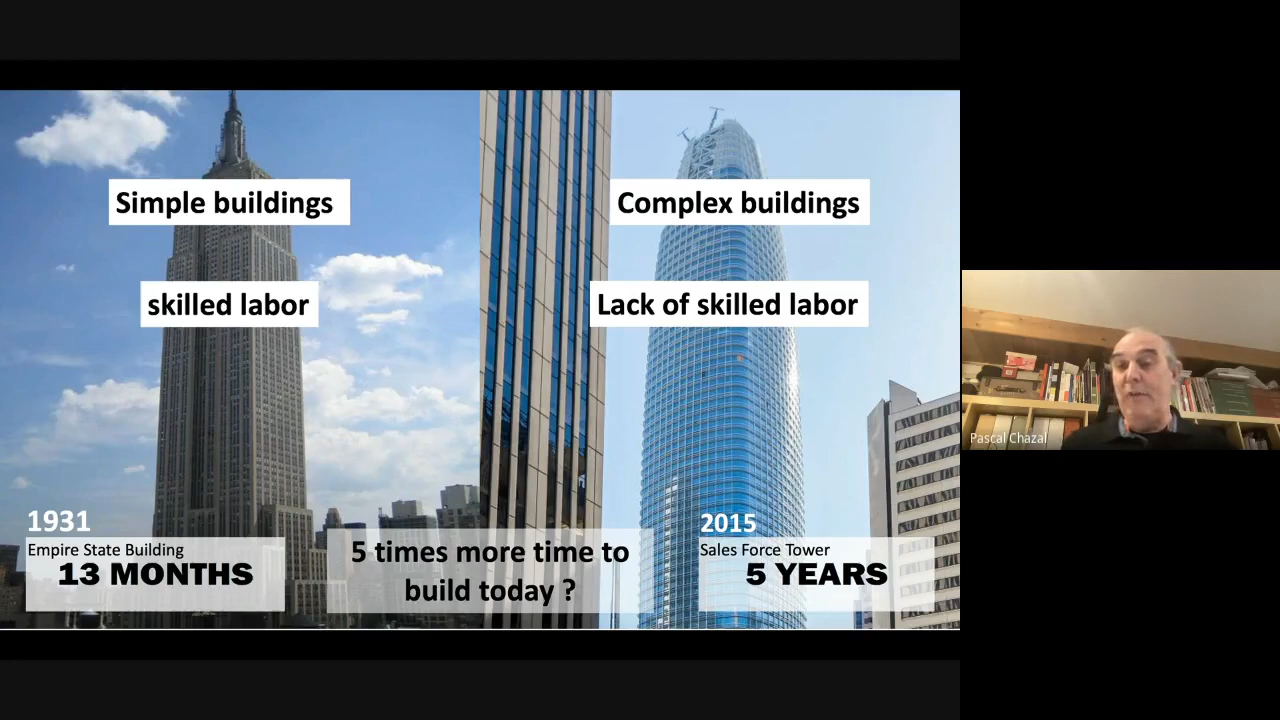 Simple buildings
Complex buildings
skilled labor
Lack of skilled labor
1931
Empire State Building
13 MONTHS
5 times more time to
build today ?
2015
Sales Force Tower
5 YEARS
Pascal Chazal